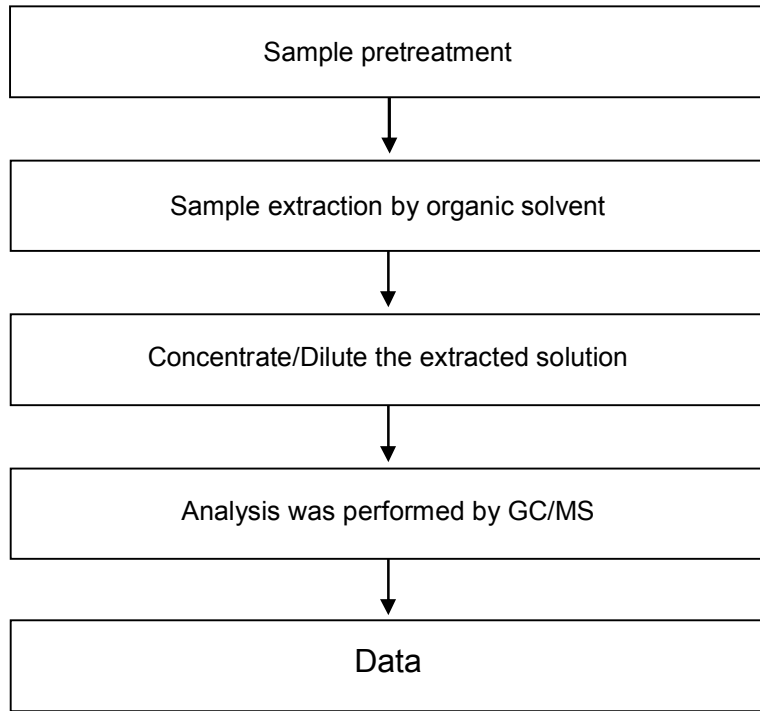 Sample pretreatment
Sample extraction by organic solvent
Concentrate/Dilute the extracted solution
Analysis was performed by GC/MS
Data